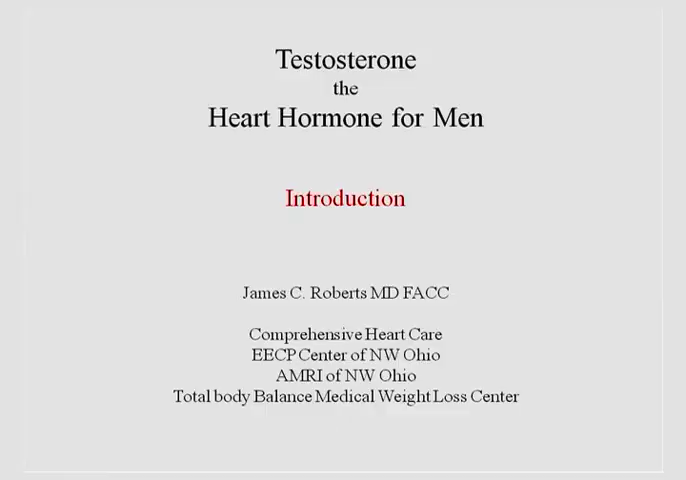 Testosterone
the
Heart Hormone for Men
Introduction
James C. Roberts MD FACC
Comprehensive Heart Care
EECP Center of NW Ohio
AMRI of NW Ohio
Total body Balance Medical Weight Loss Center